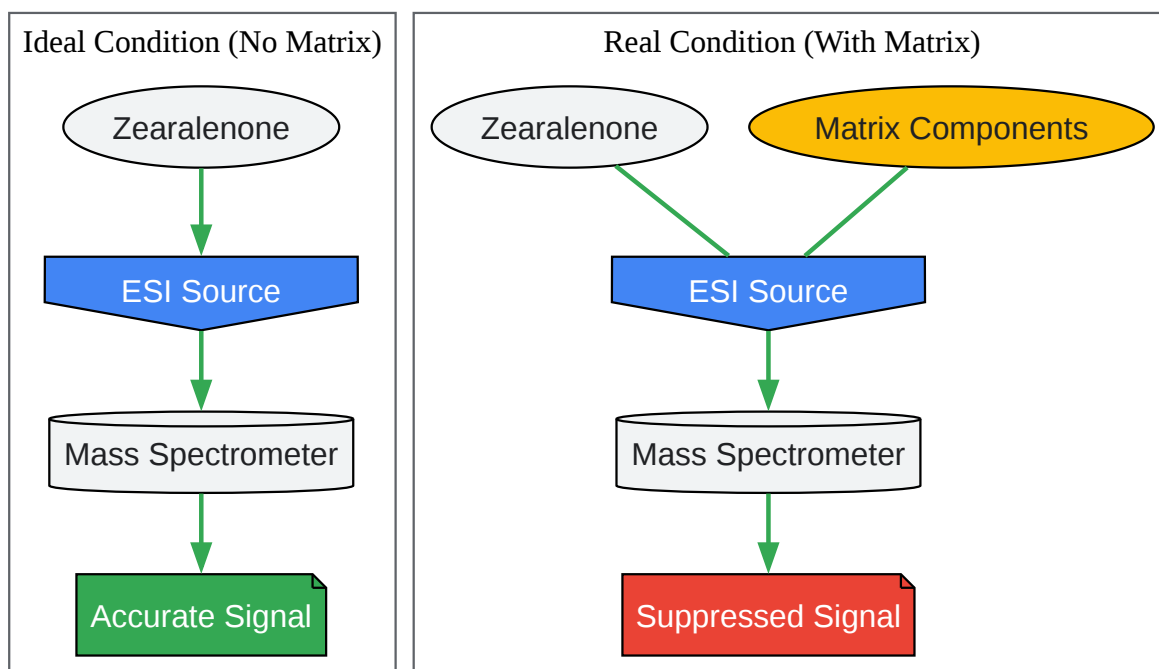 Ideal Condition (No Matrix)
Zearalenone
ESI Source
Mass Spectrometer
Accurate Signal
Real Condition (With Matrix)
Zearalenone
Matrix Components
ESI Source
Mass Spectrometer
Suppressed Signal